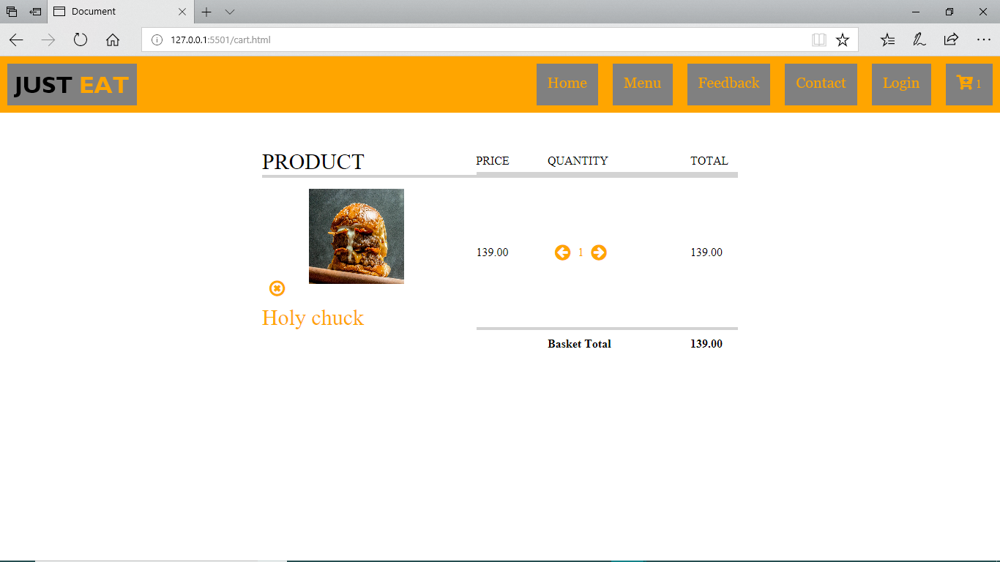 Document
127.0.0.1:5501/cart.html
JUST EAT
Home
Menu
Feedback
Contact
Login
1
PRODUCT
PRICE
QUANTITY
TOTAL
139.00
1
139.00
Holy chuck
Basket Total
139.00